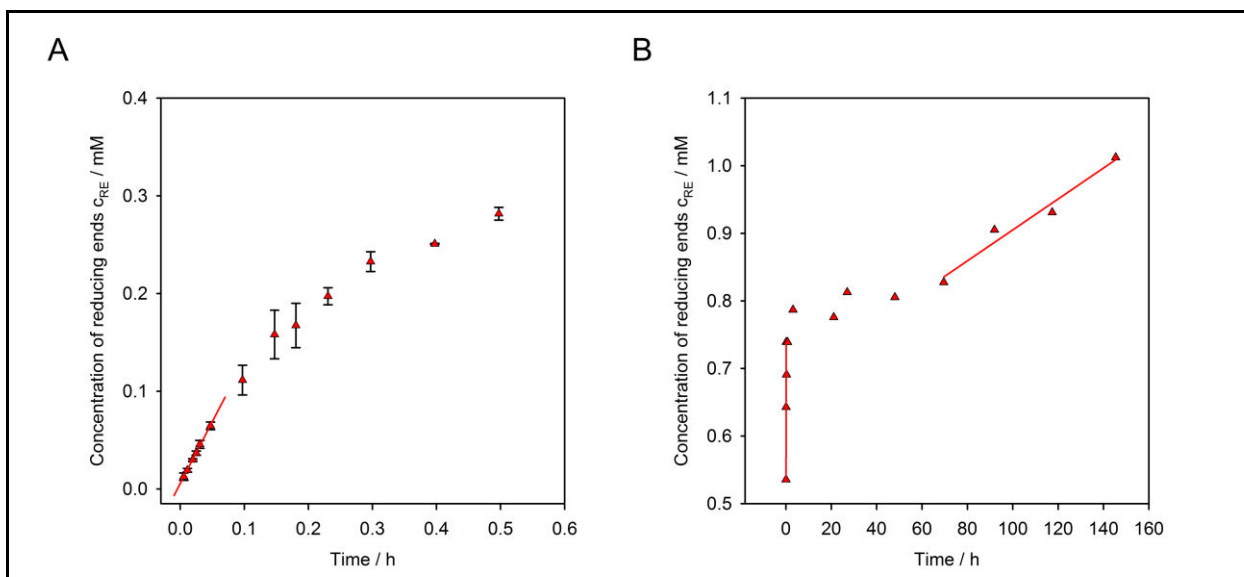 A
Concentration of reducing ends c_RE / mM
0.4
0.3
0.2
0.1
0.0
0.0 0.1 0.2 0.3 0.4 0.5 0.6
Time / h
B
Concentration of reducing ends c_RE / mM
1.1
1.0
0.9
0.8
0.7
0.6
0.5
0 20 40 60 80 100 120 140 160
Time / h